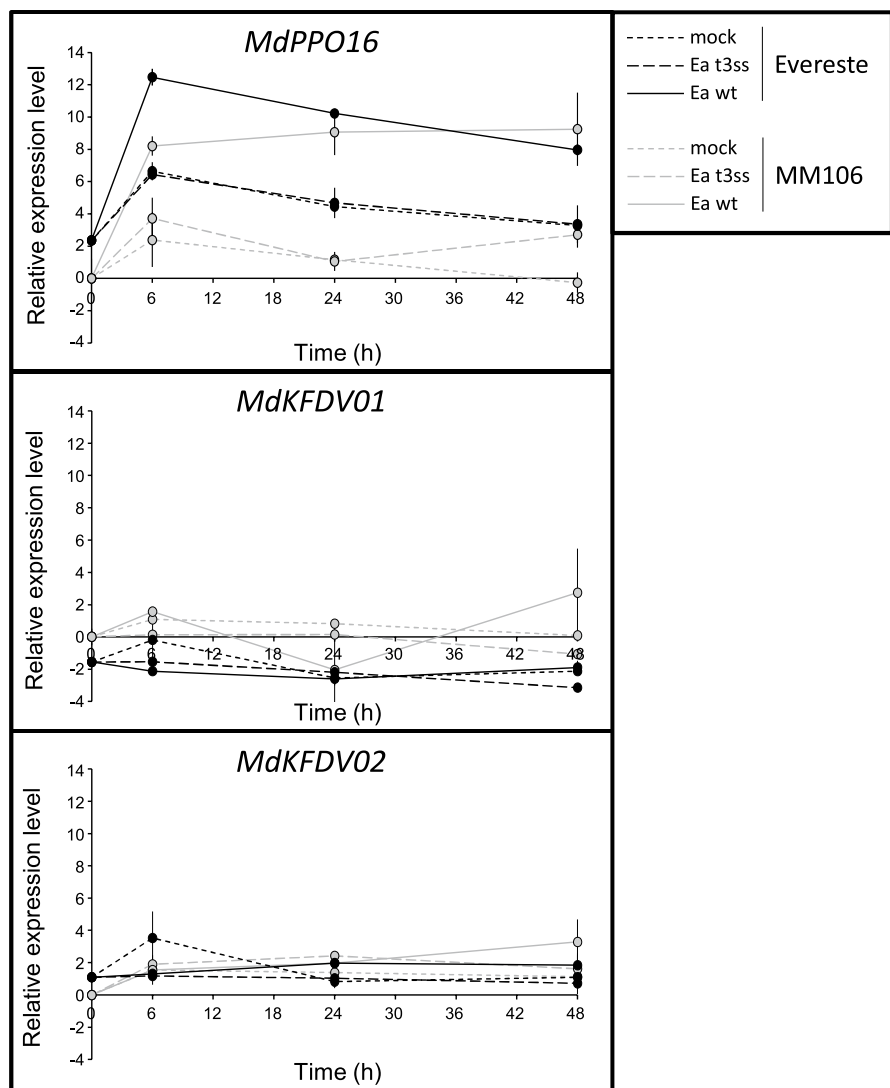 MdPPO16
Relative expression level
14
12
10
8
6
4
2
0
-2
-4
0 6 12 18 24 30 36 42 48
Time (h)
mock
Ea t3ss
Ea wt
Evereste
mock
Ea t3ss
Ea wt
MM106
MdKFDV01
Relative expression level
14
12
10
8
6
4
2
0
-2
-4
0 6 12 18 24 30 36 42 48
Time (h)
MdKFDV02
Relative expression level
14
12
10
8
6
4
2
0
-2
-4
0 6 12 18 24 30 36 42 48
Time (h)